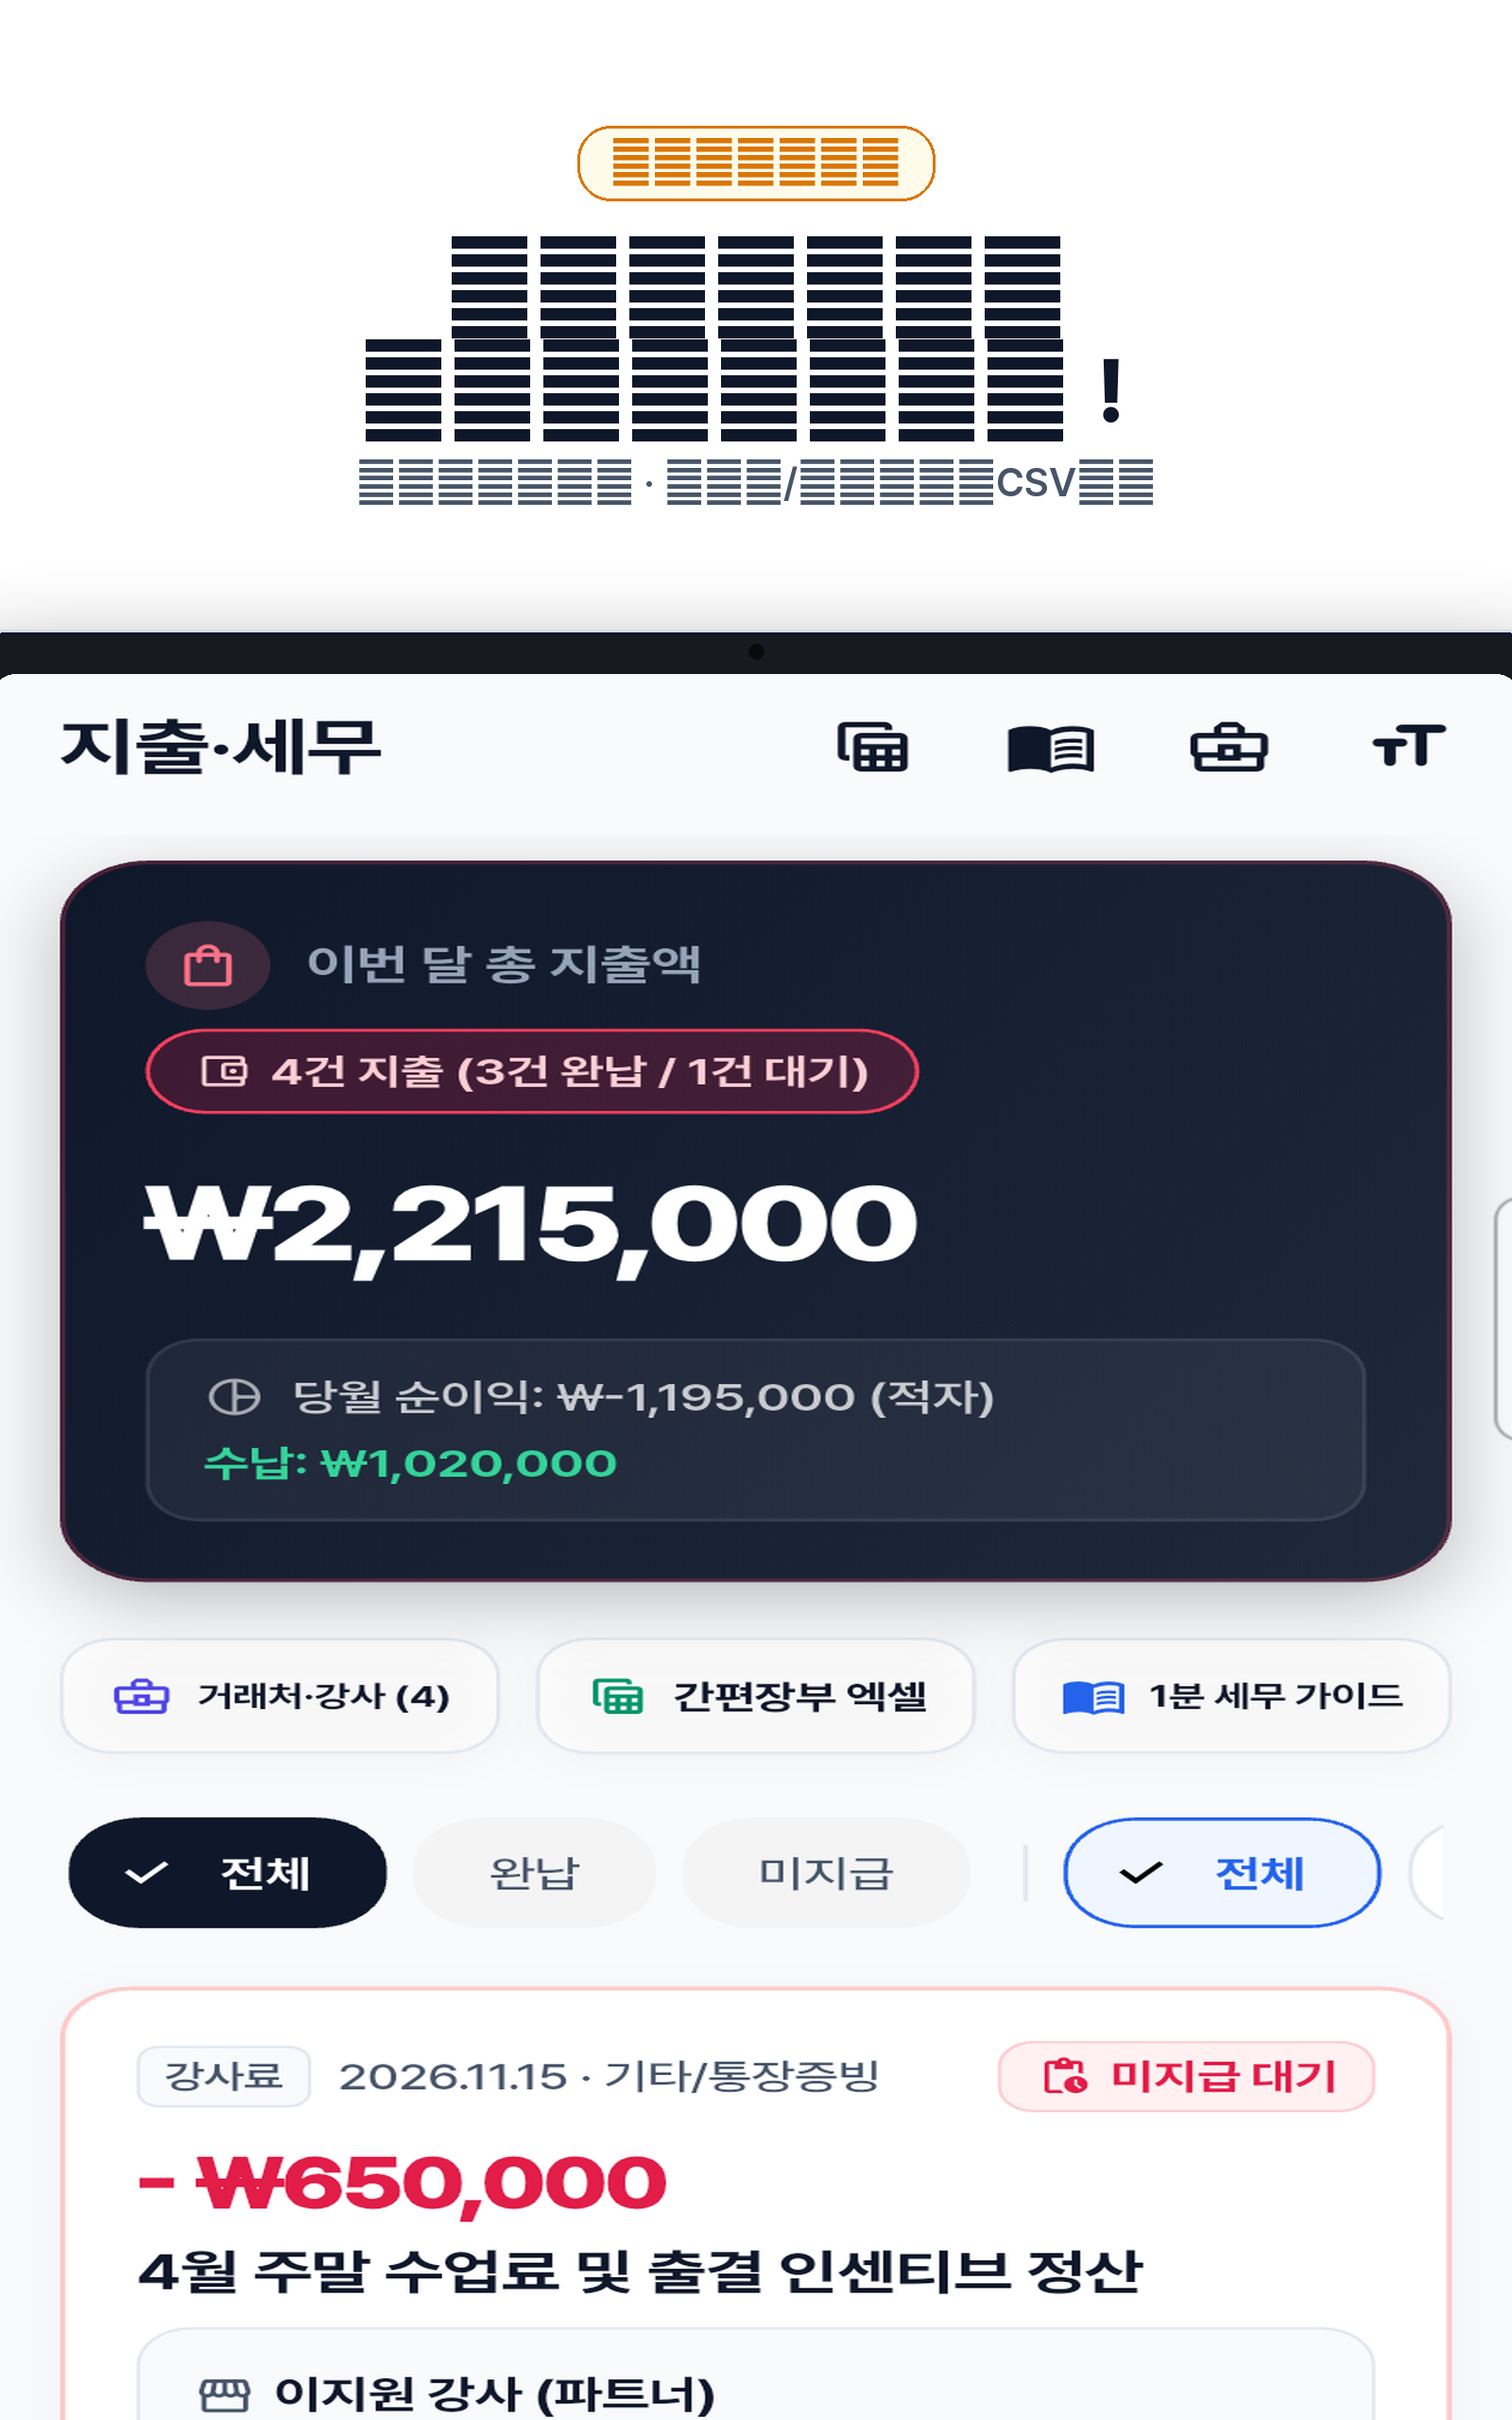 !
CSV
지출·세무
이번 달 총 지출액
4건 지출 (3건 완납 / 1건 대기)
₩2,215,000
당월 순이익: ₩-1,195,000 (적자)
수납: ₩1,020,000
거래처·강사 (4)
간편장부 엑셀
1분 세무 가이드
전체
완납
미지급
전체
강사료
2026.11.15 · 기타/통장증빙
미지급 대기
- ₩650,000
4월 주말 수업료 및 출결 인센티브 정산
이지원 강사 (파트너)